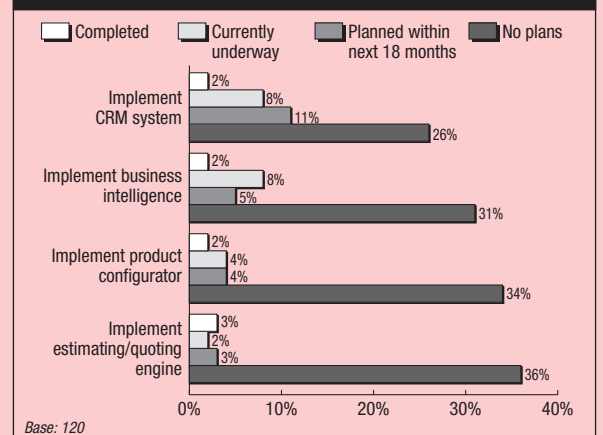 Completed
Currently
underway
Planned within
next 18 months
No plans
Implement
CRM system
2%
8%
11%
26%
Implement business
intelligence
2%
8%
5%
31%
Implement product
configurator
2%
4%
4%
34%
Implement
estimating/quoting
engine
3%
2%
3%
36%
0%
10%
20%
30%
40%
Base: 120